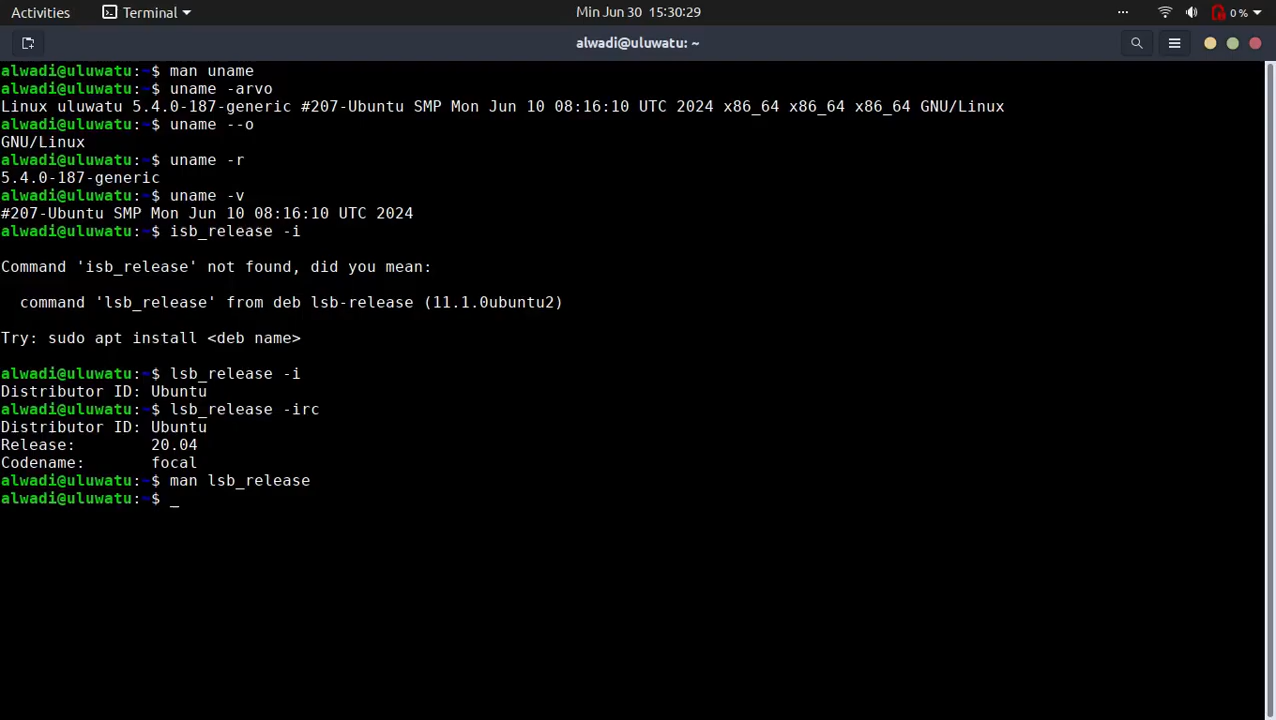 Activities Terminal Min Jun 30 15:30:29 0 %
alwadi@uluwatu: ~
alwadi@uluwatu:~$ man uname
alwadi@uluwatu:~$ uname -arvo
Linux uluwatu 5.4.0-187-generic #207-Ubuntu SMP Mon Jun 10 08:16:10 UTC 2024 x86_64 x86_64 x86_64 GNU/Linux
alwadi@uluwatu:~$ uname --o
GNU/Linux
alwadi@uluwatu:~$ uname -r
5.4.0-187-generic
alwadi@uluwatu:~$ uname -v
#207-Ubuntu SMP Mon Jun 10 08:16:10 UTC 2024
alwadi@uluwatu:~$ isb_release -i
Command 'isb_release' not found, did you mean:
command 'lsb_release' from deb lsb-release (11.1.0ubuntu2)
Try: sudo apt install <deb name>
alwadi@uluwatu:~$ lsb_release -i
Distributor ID: Ubuntu
alwadi@uluwatu:~$ lsb_release -irc
Distributor ID: Ubuntu
Release: 20.04
Codename: focal
alwadi@uluwatu:~$ man lsb_release
alwadi@uluwatu:~$ _